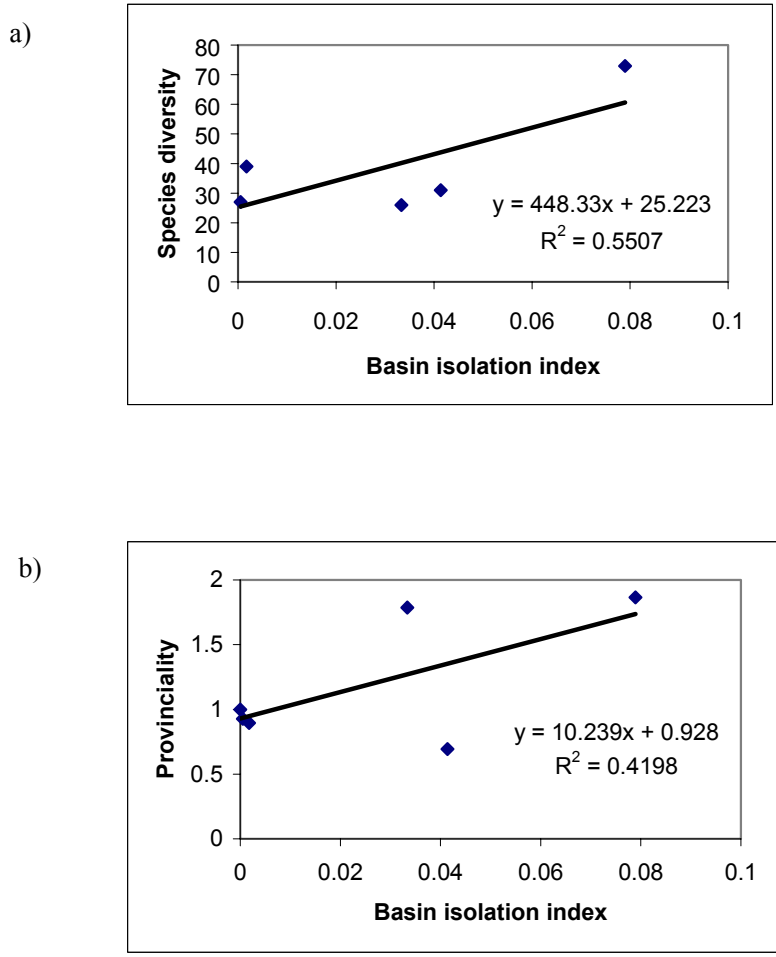 a)
Species diversity
80
70
60
50
40
30
20
10
0
y = 448.33x + 25.223
R² = 0.5507
0 0.02 0.04 0.06 0.08 0.1
Basin isolation index
b)
Provinciality
2
1.5
1
0.5
0
y = 10.239x + 0.928
R² = 0.4198
0 0.02 0.04 0.06 0.08 0.1
Basin isolation index